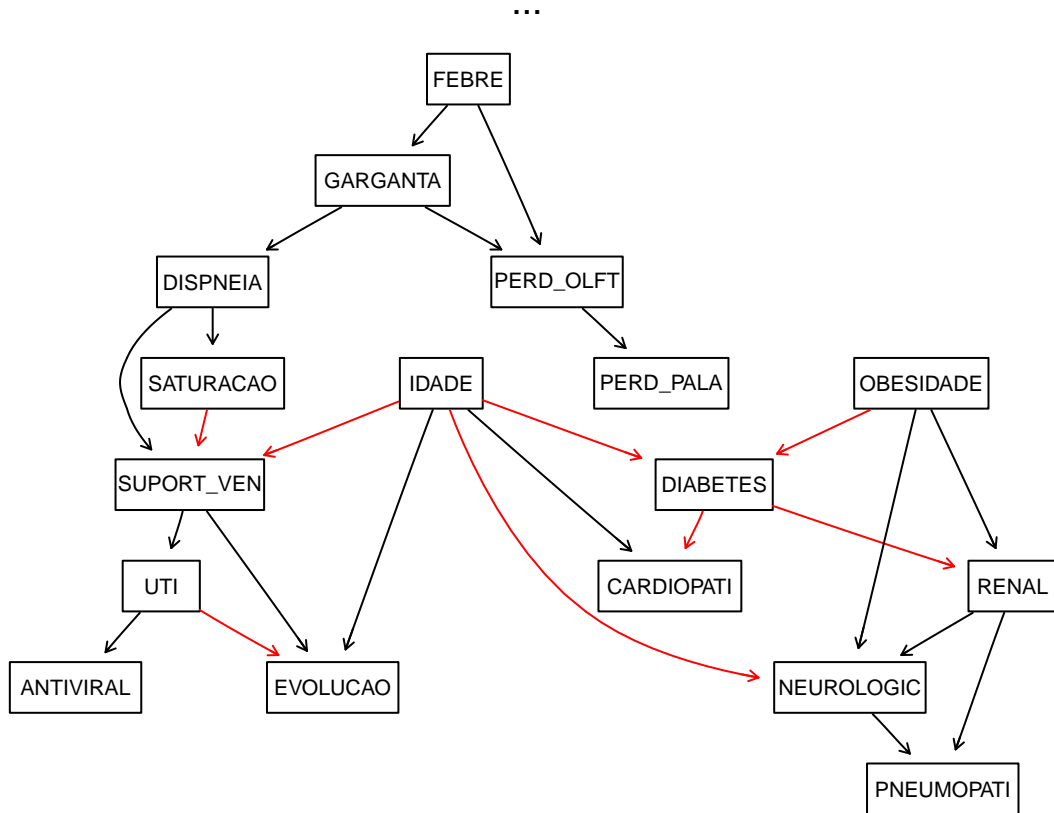 ...
FEBRE
GARGANTA
DISPNEIA
PERD_OLFT
SATURACAO
IDADE
PERD_PALA
OBESIDADE
SUPORT_VEN
DIABETES
UTI
CARDIOPATI
RENAL
ANTIVIRAL
EVOLUCAO
NEUROLOGIC
PNEUMOPATI